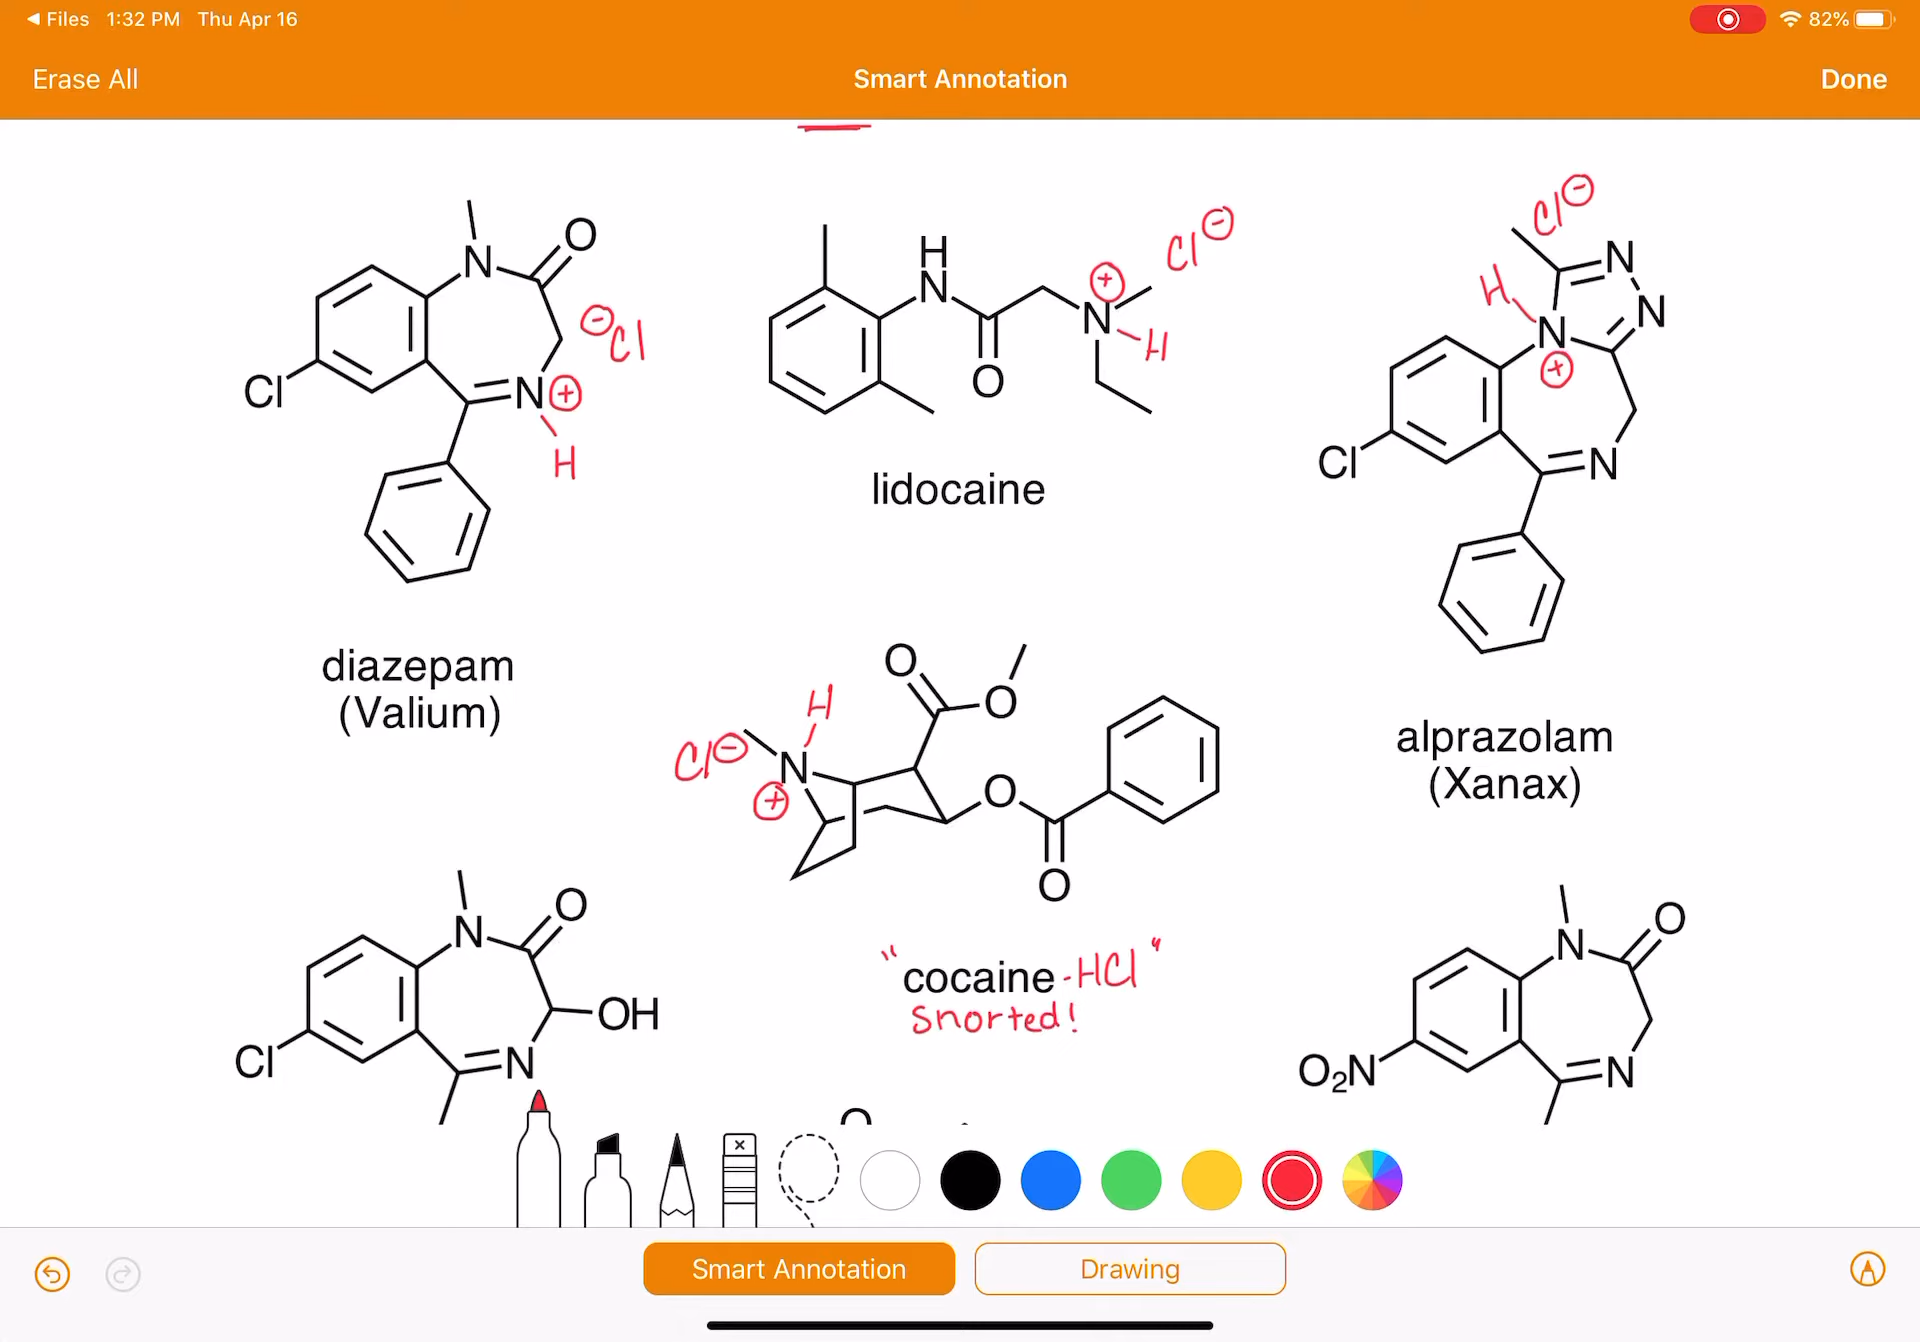 Files 1:32 PM Thu Apr 16
82%
Erase All
Smart Annotation
Done
N
O
⊖Cl
Cl
N⊕
H
diazepam
(Valium)
H
N
O
N⊕
H
Cl⊖
lidocaine
Cl⊖
H
N
N
N
⊕
Cl
N
alprazolam
(Xanax)
O
O
H
Cl⊖
N
⊕
O
O
"cocaine-HCl"
Snorted!
N
O
OH
Cl
N
N
O
O₂N
N
Smart Annotation
Drawing